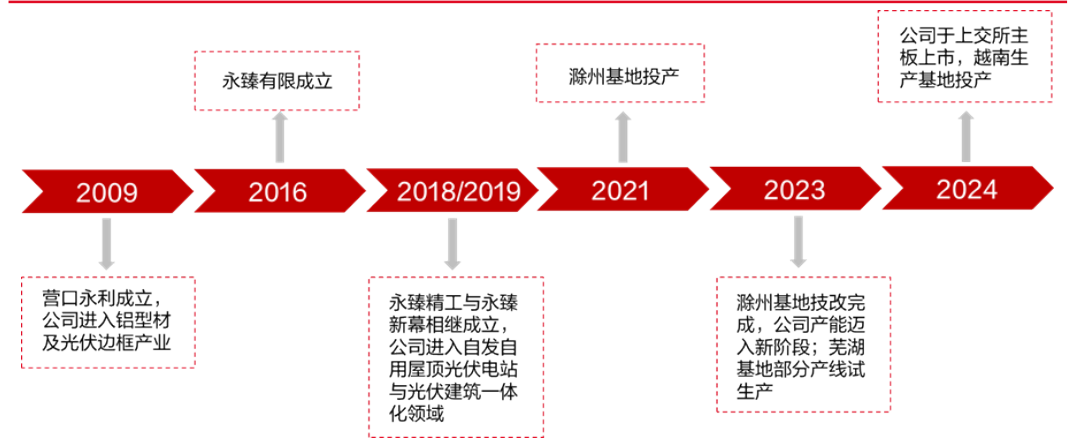 永臻有限成立
滁州基地投产
公司于上交所主
板上市，越南生
产基地投产
2009
2016
2018/2019
2021
2023
2024
营口永利成立，
公司进入铝型材
及光伏边框产业
永臻精工与永臻
新幕相继成立，
公司进入自发自
用屋顶光伏电站
与光伏建筑一体
化领域
滁州基地技改完
成，公司产能迈
入新阶段；芜湖
基地部分产线试
生产